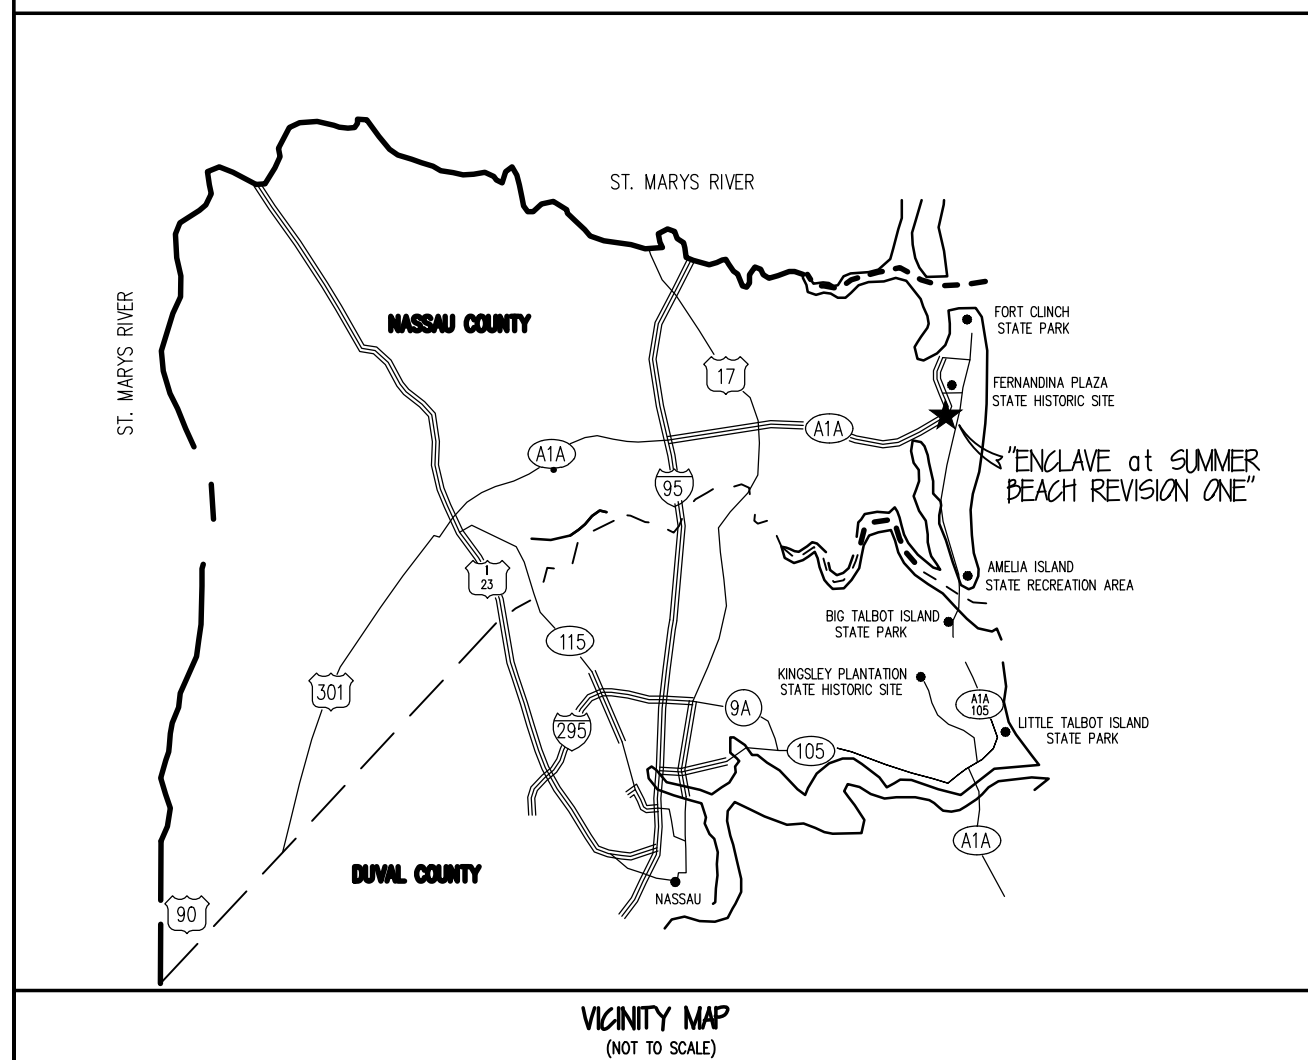 ST. MARYS RIVER
ST. MARYS RIVER
NASSAU COUNTY
FORT CLINCH
STATE PARK
17
FERNANDINA PLAZA
STATE HISTORIC SITE
A1A
A1A
"ENCLAVE at SUMMER
BEACH REVISION ONE"
95
1
23
AMELIA ISLAND
STATE RECREATION AREA
BIG TALBOT ISLAND
STATE PARK
115
KINGSLEY PLANTATION
STATE HISTORIC SITE
301
A1A
105
9A
295
LITTLE TALBOT ISLAND
STATE PARK
105
A1A
DUVAL COUNTY
NASSAU
90
VICINITY MAP
(NOT TO SCALE)